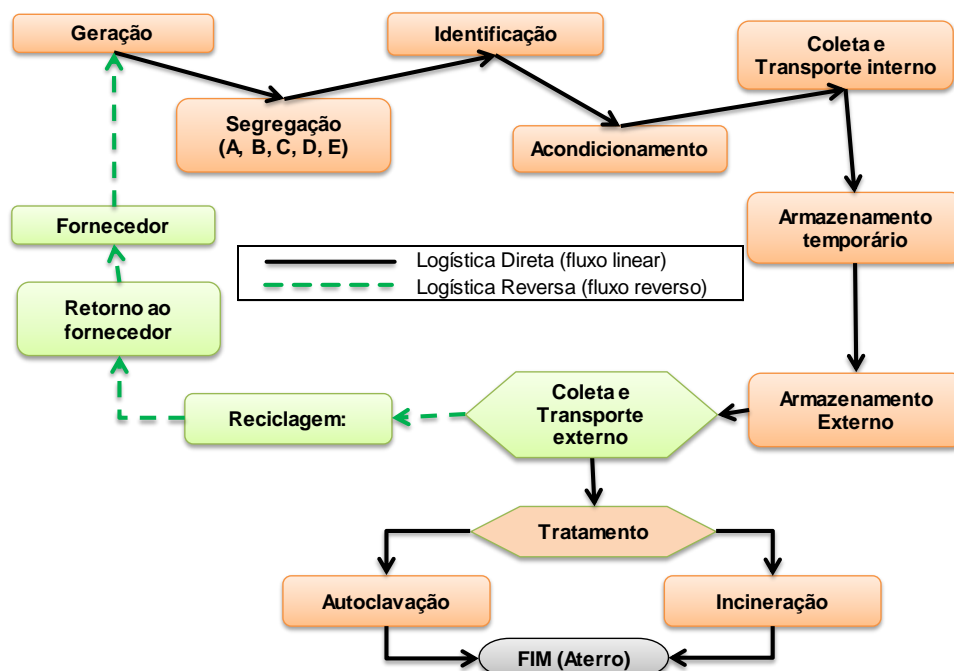 Geração
Identificação
Coleta e
Transporte interno
Segregação
(A, B, C, D, E)
Acondicionamento
Fornecedor
Armazenamento
temporário
Logística Direta (fluxo linear)
Logística Reversa (fluxo reverso)
Retorno ao
fornecedor
Reciclagem:
Coleta e
Transporte
externo
Armazenamento
Externo
Tratamento
Autoclavação
Incineração
FIM (Aterro)